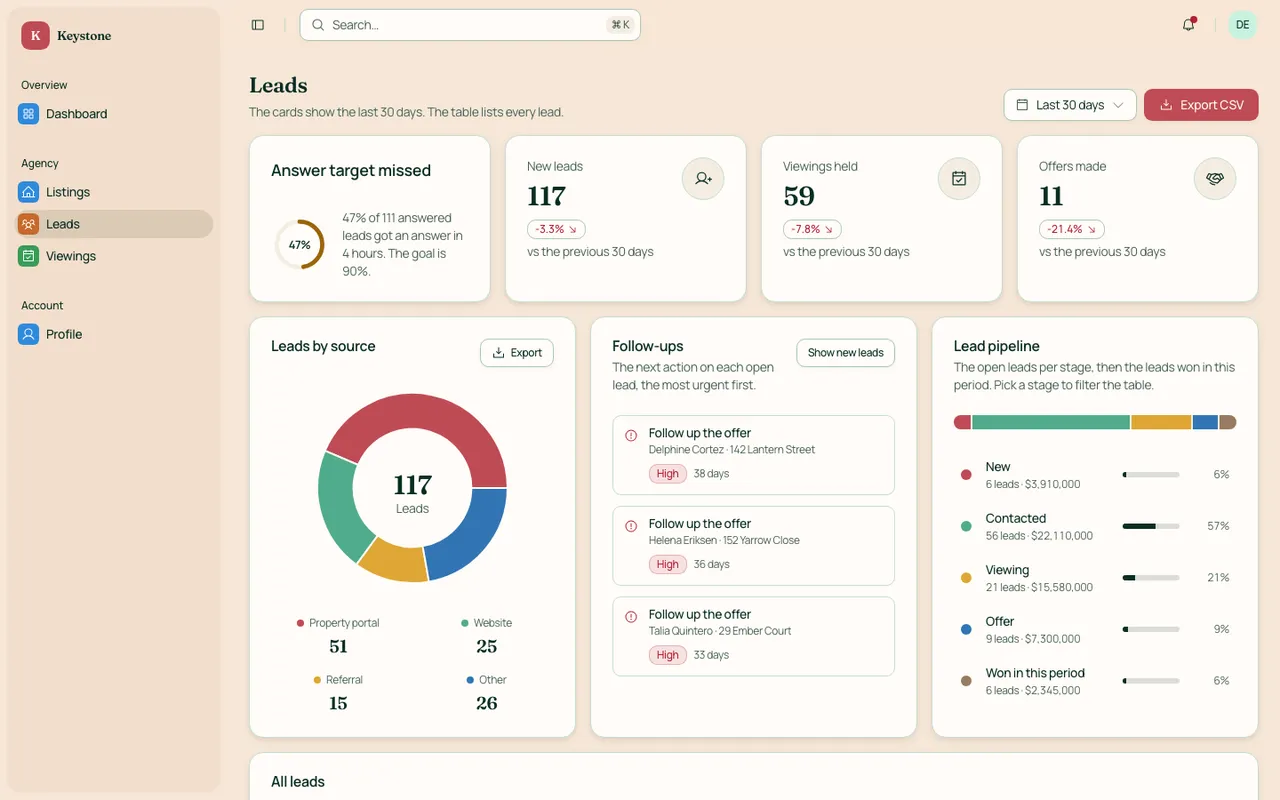 K Keystone
Overview
Dashboard
Agency
Listings
Leads
Viewings
Account
Profile
Search...
⌘ K
DE
Leads
The cards show the last 30 days. The table lists every lead.
Last 30 days
Export CSV
Answer target missed
47%
47% of 111 answered
leads got an answer in
4 hours. The goal is
90%.
New leads
117
-3.3% ↘
vs the previous 30 days
Viewings held
59
-7.8% ↘
vs the previous 30 days
Offers made
11
-21.4% ↘
vs the previous 30 days
Leads by source
Export
117
Leads
Property portal
51
Website
25
Referral
15
Other
26
Follow-ups
The next action on each open
lead, the most urgent first.
Show new leads
Follow up the offer
Delphine Cortez · 142 Lantern Street
High 38 days
Follow up the offer
Helena Eriksen · 152 Yarrow Close
High 36 days
Follow up the offer
Talia Quintero · 29 Ember Court
High 33 days
Lead pipeline
The open leads per stage, then the leads won in this
period. Pick a stage to filter the table.
New
6 leads · $3,910,000
6%
Contacted
56 leads · $22,110,000
57%
Viewing
21 leads · $15,580,000
21%
Offer
9 leads · $7,300,000
9%
Won in this period
6 leads · $2,345,000
6%
All leads